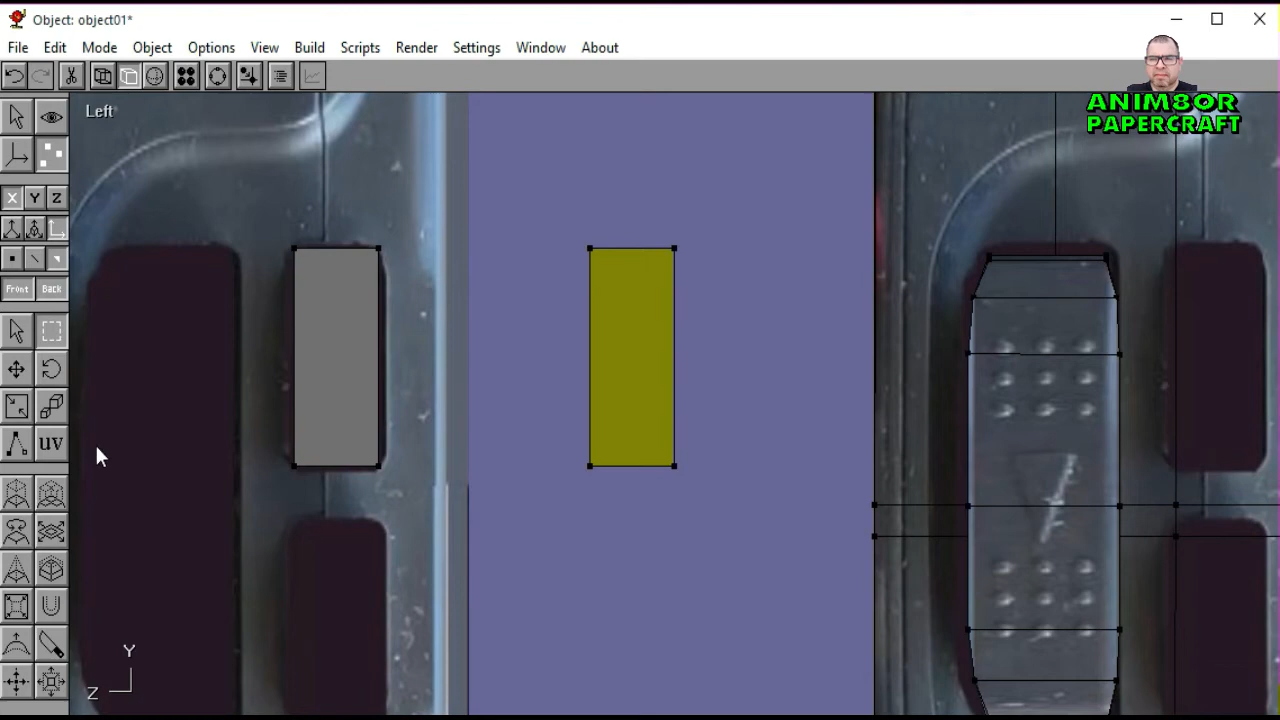 Object: object01*
File Edit Mode Object Options View Build Scripts Render Settings Window About
ANIM8OR
PAPERCRAFT
Left
X Y Z
Front Back
UV
Y
Z